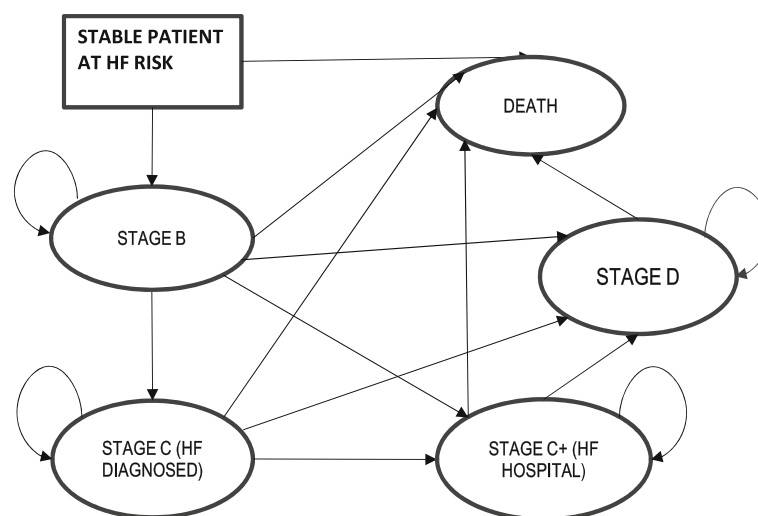 STABLE PATIENT
AT HF RISK
DEATH
STAGE B
STAGE D
STAGE C (HF
DIAGNOSED)
STAGE C+ (HF
HOSPITAL)